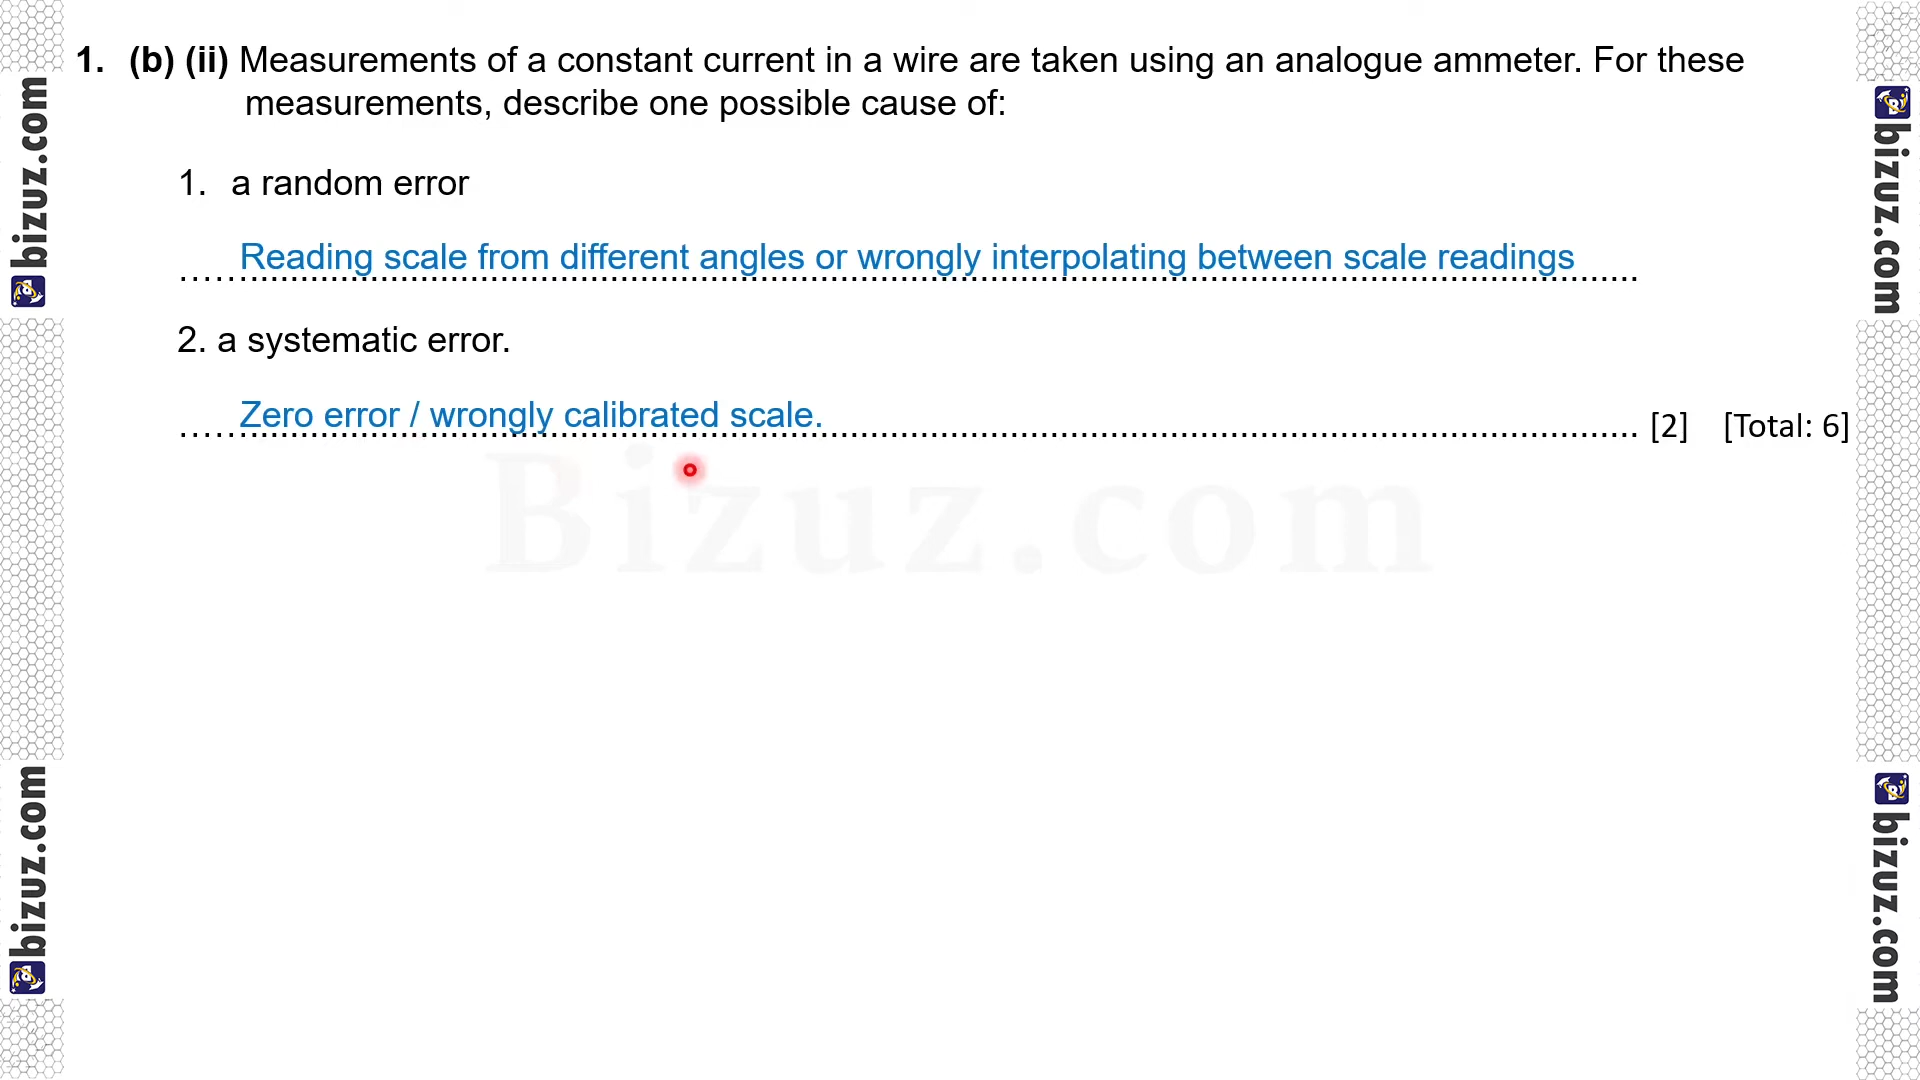 1. (b) (ii) Measurements of a constant current in a wire are taken using an analogue ammeter. For these
measurements, describe one possible cause of:
1. a random error
Reading scale from different angles or wrongly interpolating between scale readings
2. a systematic error.
Zero error / wrongly calibrated scale. [2] [Total: 6]
Bizuz.com
bizuz.com
bizuz.com
bizuz.com
bizuz.com